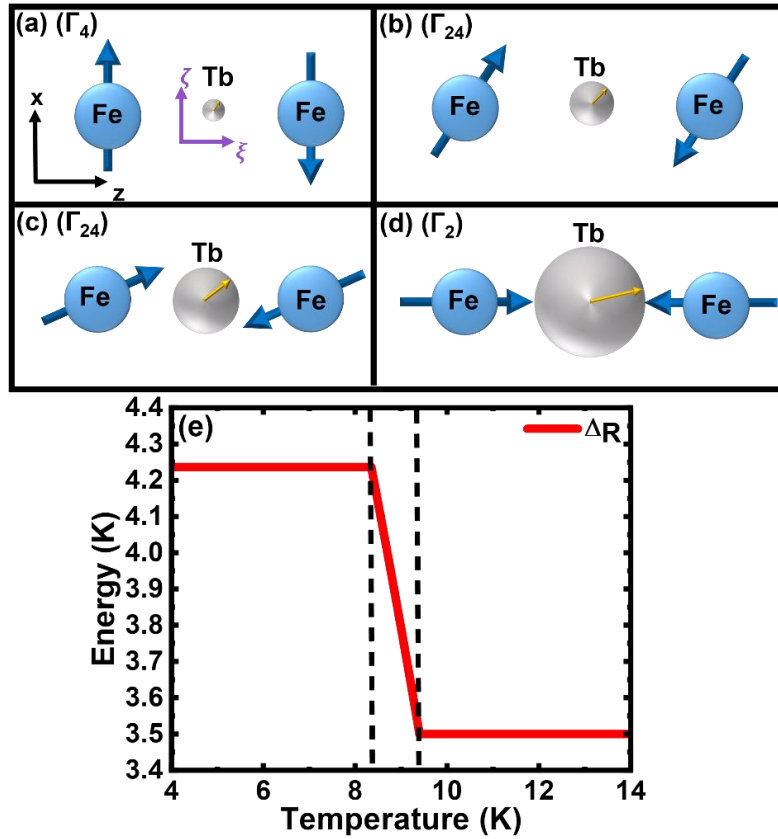 (a) (Γ₄)
Tb
Fe
Fe
ζ
ξ
x
z
(b) (Γ₂₄)
Tb
Fe
Fe
(c) (Γ₂₄)
Tb
Fe
Fe
(d) (Γ₂)
Tb
Fe
Fe
(e)
Δ_R
4.4
4.3
4.2
4.1
4.0
3.9
3.8
3.7
3.6
3.5
3.4
Energy (K)
4 6 8 10 12 14
Temperature (K)